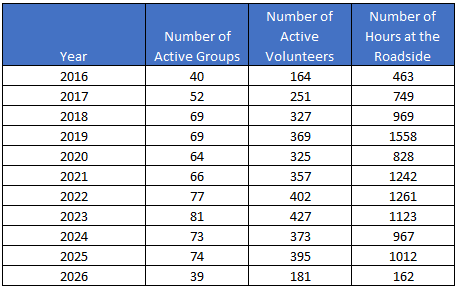 Year Number of Active Groups Number of Active Volunteers Number of Hours at the Roadside
2016 40 164 463
2017 52 251 749
2018 69 327 969
2019 69 369 1558
2020 64 325 828
2021 66 357 1242
2022 77 402 1261
2023 81 427 1123
2024 73 373 967
2025 74 395 1012
2026 39 181 162